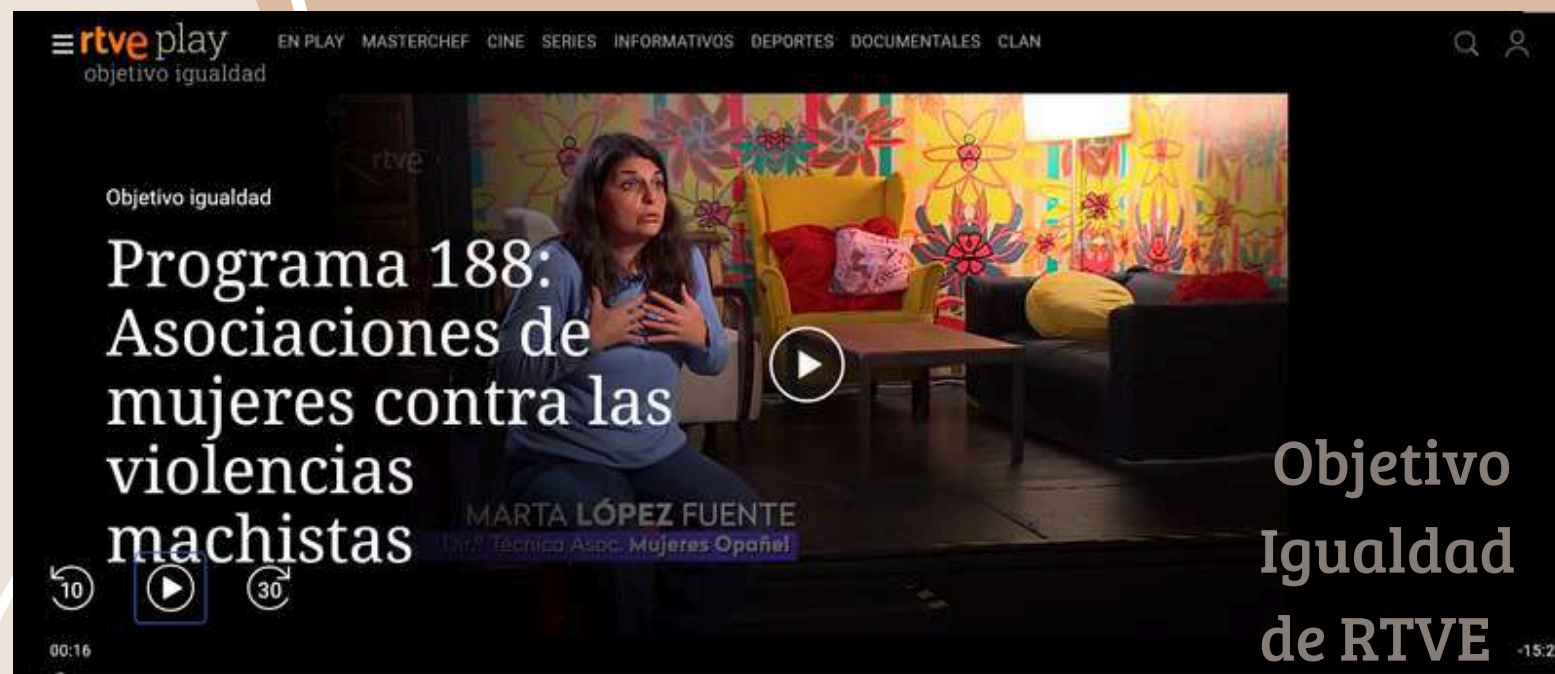 rtve play
objetivo igualdad
EN PLAY MASTERCHEF CINE SERIES INFORMATIVOS DEPORTES DOCUMENTALES CLAN
rtve
Objetivo igualdad
Programa 188:
Asociaciones de
mujeres contra las
violencias
machistas
MARTA LÓPEZ FUENTE
Dir.ª Técnica Asoc. Mujeres Opañel
10
30
00:16
Objetivo
Igualdad
de RTVE